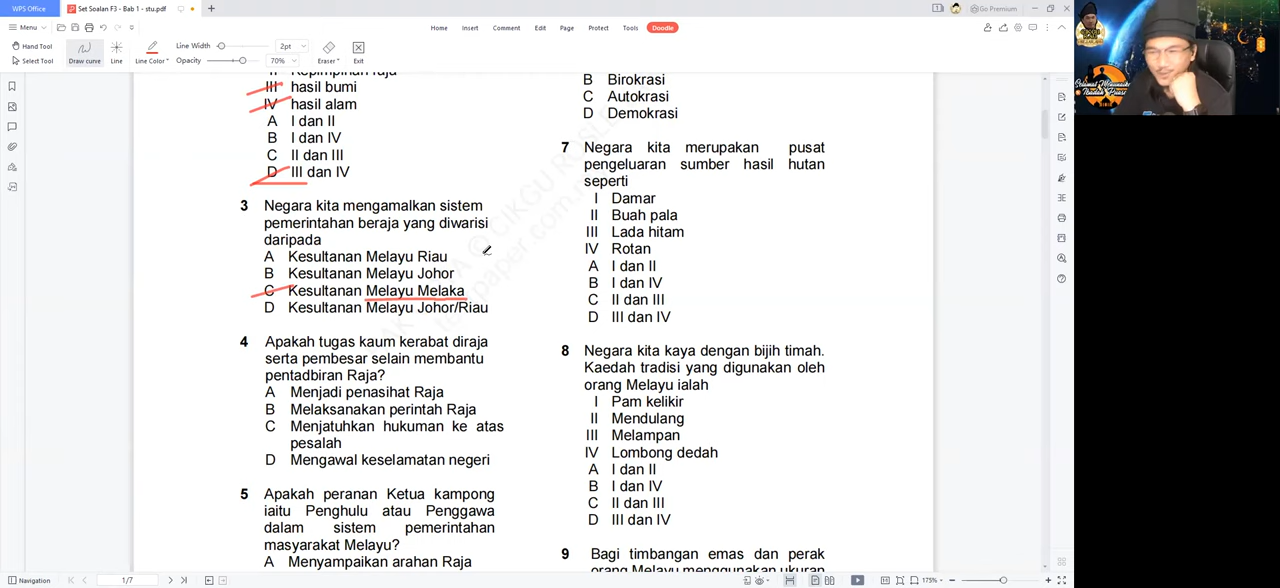 WPS Office
Set Soalan F3 - Bab 1 - stu.pdf
Go Premium
Menu
Home
Insert
Comment
Edit
Page
Protect
Tools
Doodle
Hand Tool
Select Tool
Draw curve
Line
Line Color
Line Width
2pt
Opacity
70%
Eraser
Exit
II Kepimpinan raja
III hasil bumi
IV hasil alam
A I dan II
B I dan IV
C II dan III
D III dan IV
3 Negara kita mengamalkan sistem
pemerintahan beraja yang diwarisi
daripada
A Kesultanan Melayu Riau
B Kesultanan Melayu Johor
C Kesultanan Melayu Melaka
D Kesultanan Melayu Johor/Riau
4 Apakah tugas kaum kerabat diraja
serta pembesar selain membantu
pentadbiran Raja?
A Menjadi penasihat Raja
B Melaksanakan perintah Raja
C Menjatuhkan hukuman ke atas
pesalah
D Mengawal keselamatan negeri
5 Apakah peranan Ketua kampong
iaitu Penghulu atau Penggawa
dalam sistem pemerintahan
masyarakat Melayu?
A Menyampaikan arahan Raja
B Birokrasi
C Autokrasi
D Demokrasi
7 Negara kita merupakan pusat
pengeluaran sumber hasil hutan
seperti
I Damar
II Buah pala
III Lada hitam
IV Rotan
A I dan II
B I dan IV
C II dan III
D III dan IV
8 Negara kita kaya dengan bijih timah.
Kaedah tradisi yang digunakan oleh
orang Melayu ialah
I Pam kelikir
II Mendulang
III Melampan
IV Lombong dedah
A I dan II
B I dan IV
C II dan III
D III dan IV
9 Bagi timbangan emas dan perak
orang Melayu menggunakan ukuran
@ CIKGU ROSLI
Navigation
1/7
175%